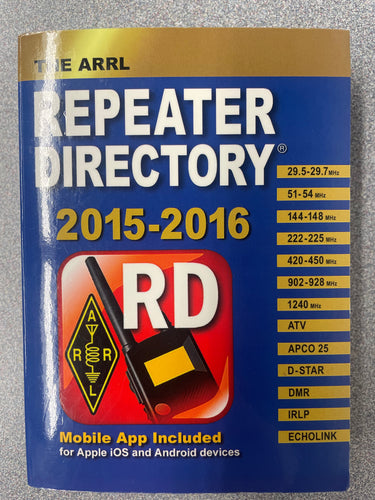 THE ARRL
REPEATER
DIRECTORY®
2015-2016
29.5-29.7 MHz
51-54 MHz
144-148 MHz
222-225 MHz
420-450 MHz
902-928 MHz
1240 MHz
ATV
APCO 25
D-STAR
DMR
IRLP
ECHOLINK
RD
A
R R
L
Mobile App Included
for Apple iOS and Android devices